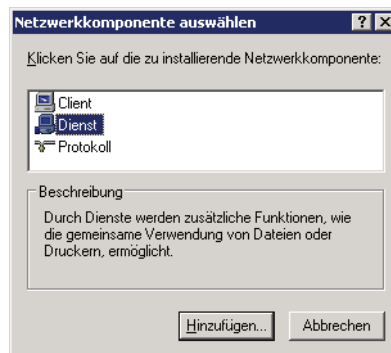 Netzwerkkomponente auswählen
Klicken Sie auf die zu installierende Netzwerkkomponente:
Client
Dienst
Protokoll
Beschreibung
Durch Dienste werden zusätzliche Funktionen, wie
die gemeinsame Verwendung von Dateien oder
Druckern, ermöglicht.
Hinzufügen... Abbrechen